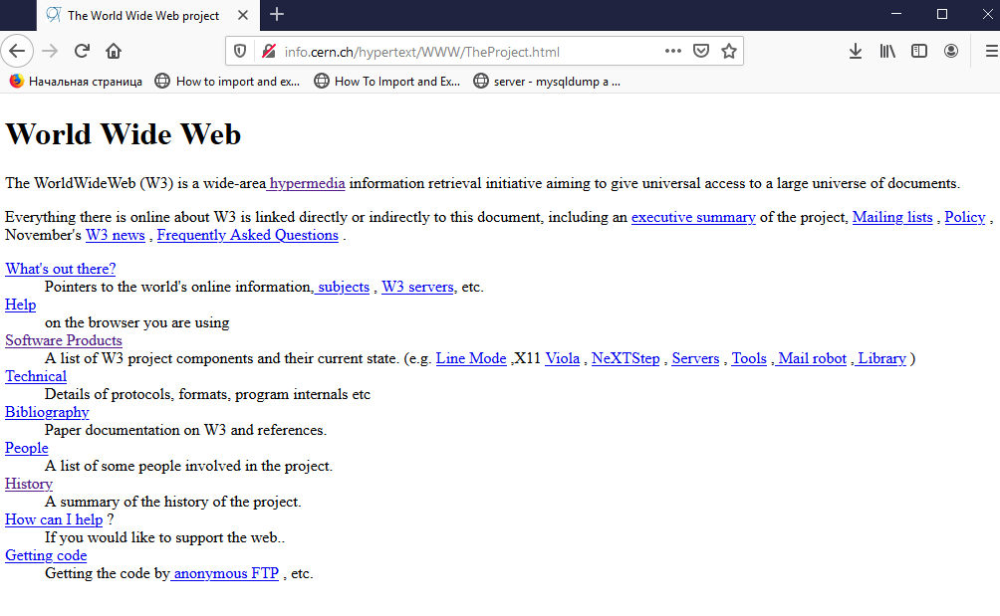 The World Wide Web project
info.cern.ch/hypertext/WWW/TheProject.html
Начальная страница How to import and ex... How To Import and Ex... server - mysqldump a ...
World Wide Web
The WorldWideWeb (W3) is a wide-area hypermedia information retrieval initiative aiming to give universal access to a large universe of documents.
Everything there is online about W3 is linked directly or indirectly to this document, including an executive summary of the project, Mailing lists , Policy ,
November's W3 news , Frequently Asked Questions .
What's out there?
Pointers to the world's online information, subjects , W3 servers, etc.
Help
on the browser you are using
Software Products
A list of W3 project components and their current state. (e.g. Line Mode ,X11 Viola , NeXTStep , Servers , Tools , Mail robot , Library )
Technical
Details of protocols, formats, program internals etc
Bibliography
Paper documentation on W3 and references.
People
A list of some people involved in the project.
History
A summary of the history of the project.
How can I help ?
If you would like to support the web..
Getting code
Getting the code by anonymous FTP , etc.